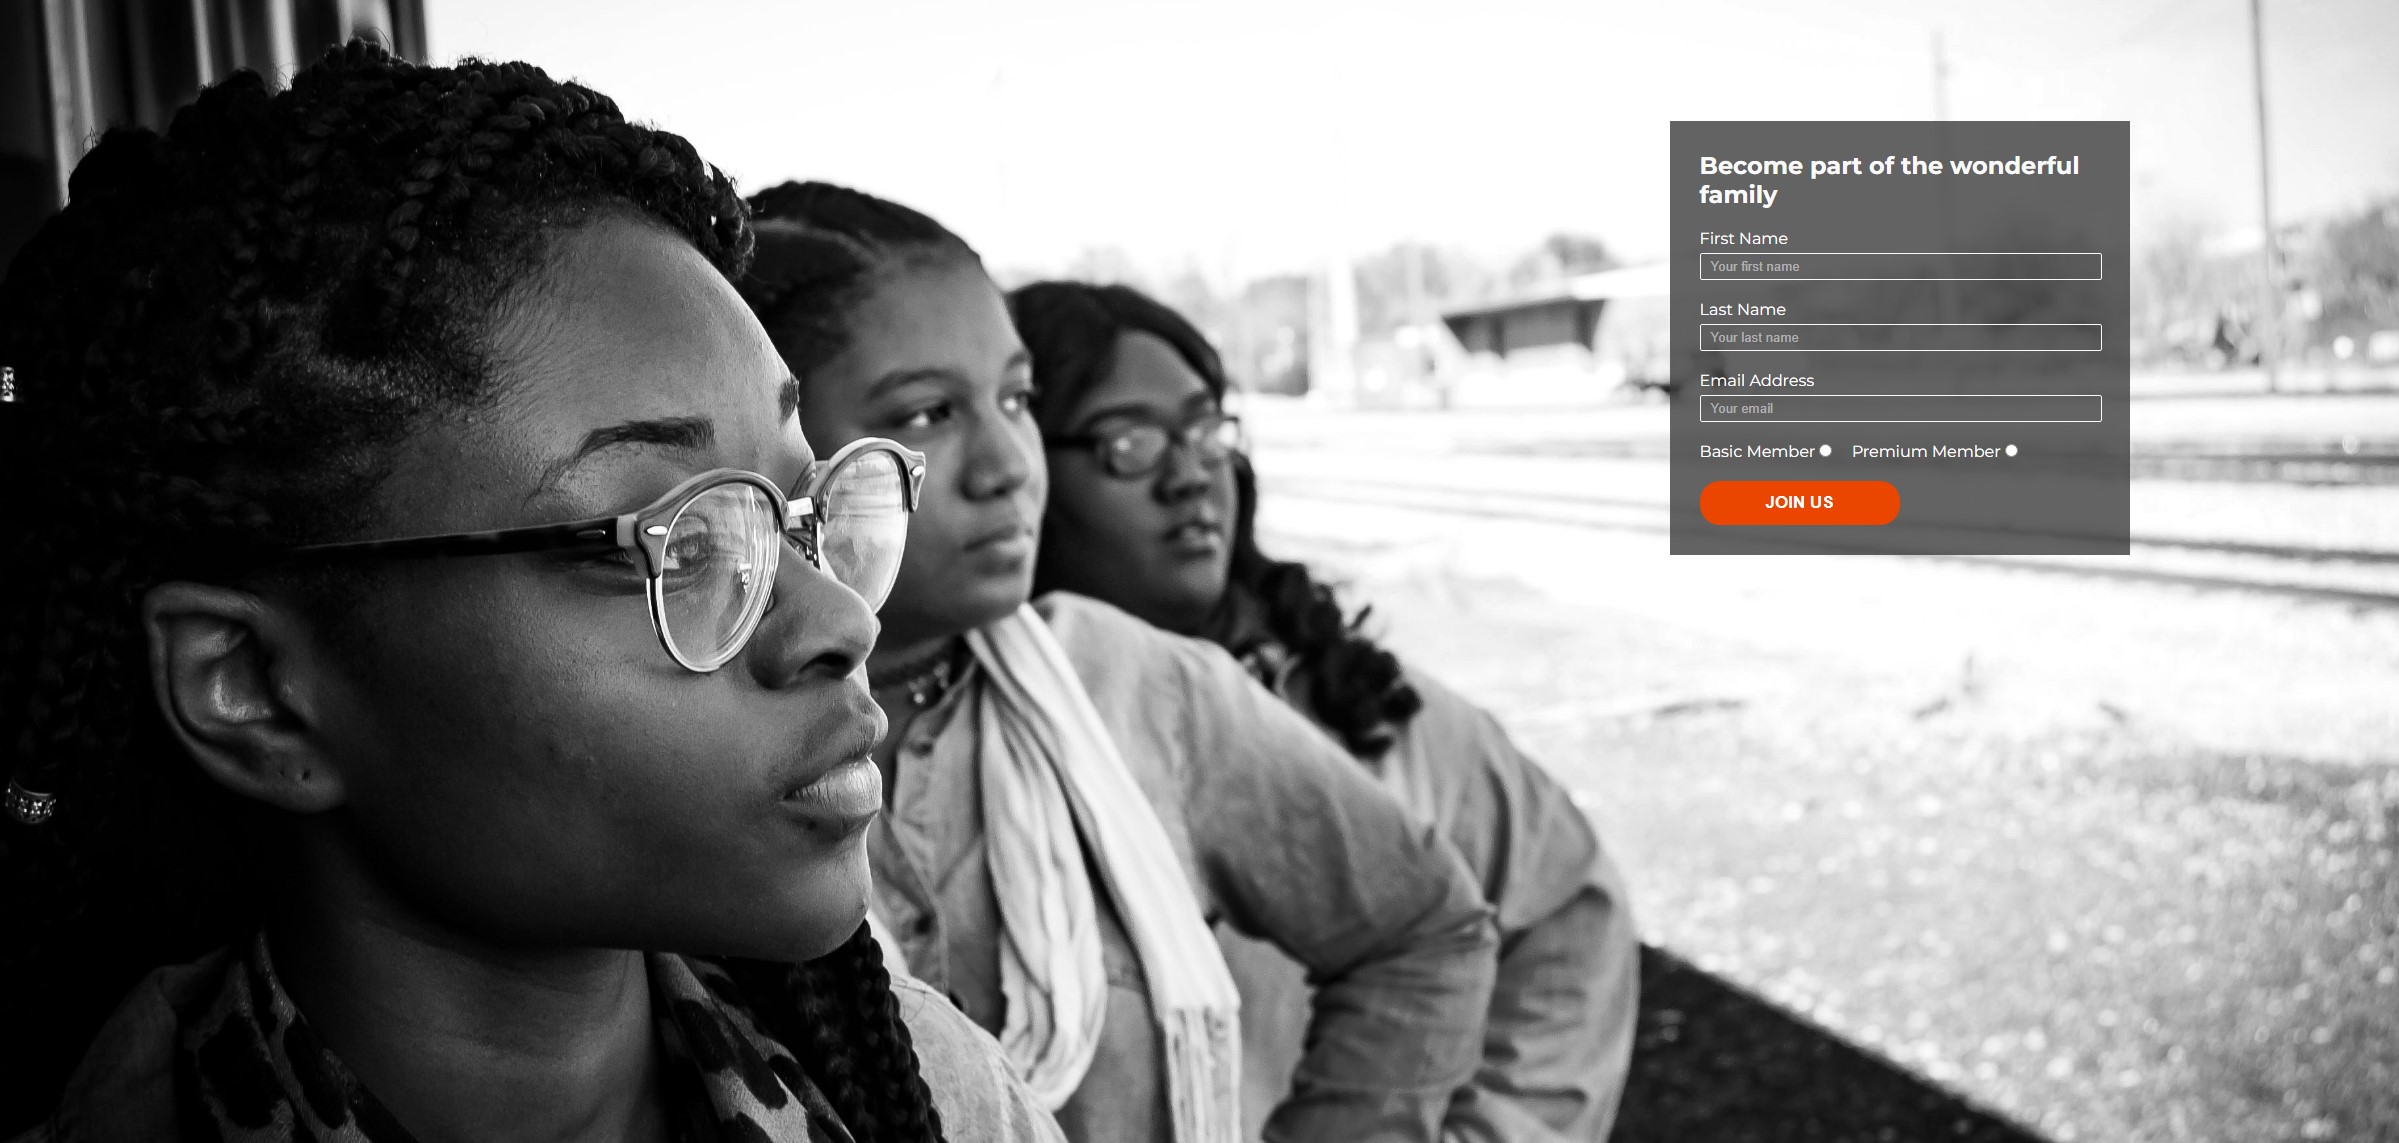 Become part of the wonderful
family
First Name
Your first name
Last Name
Your last name
Email Address
Your email
Basic Member Premium Member
JOIN US